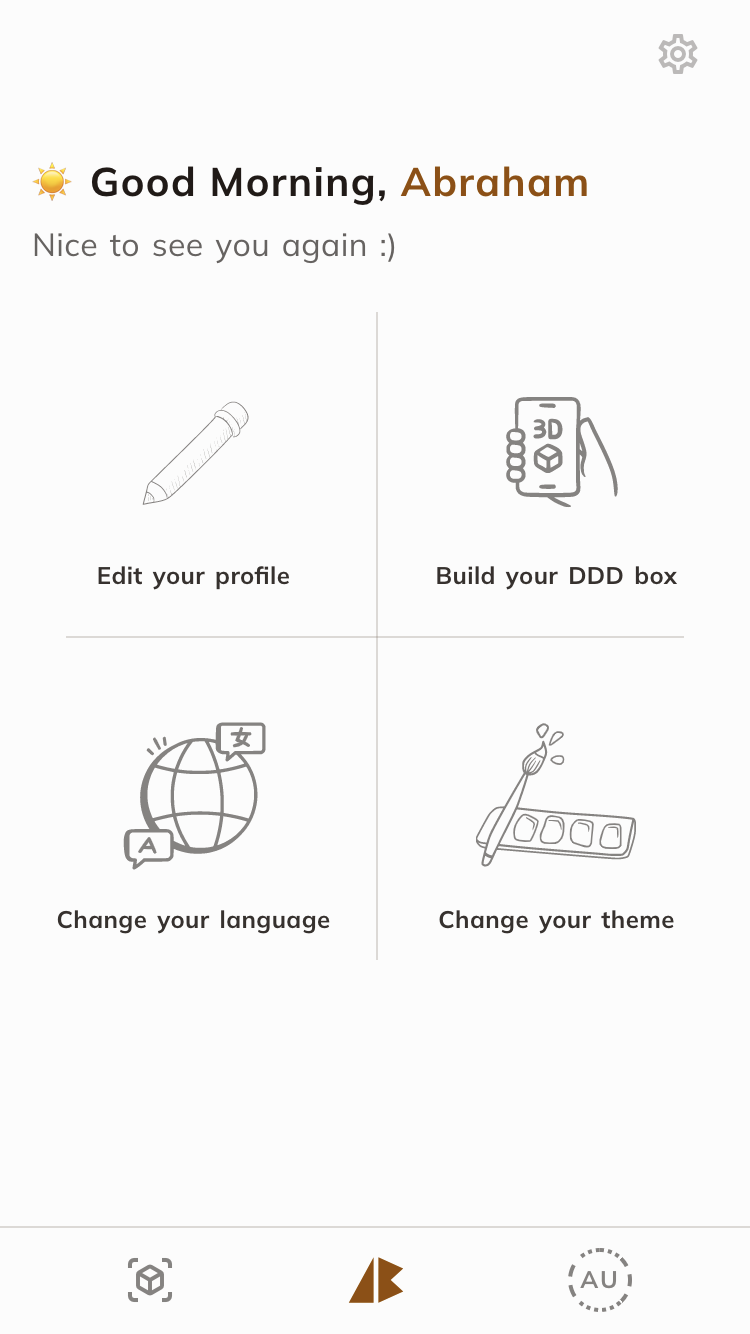 Good Morning, Abraham
Nice to see you again :)
3D
Edit your profile
Build your DDD box
女
A
Change your language
Change your theme
AU